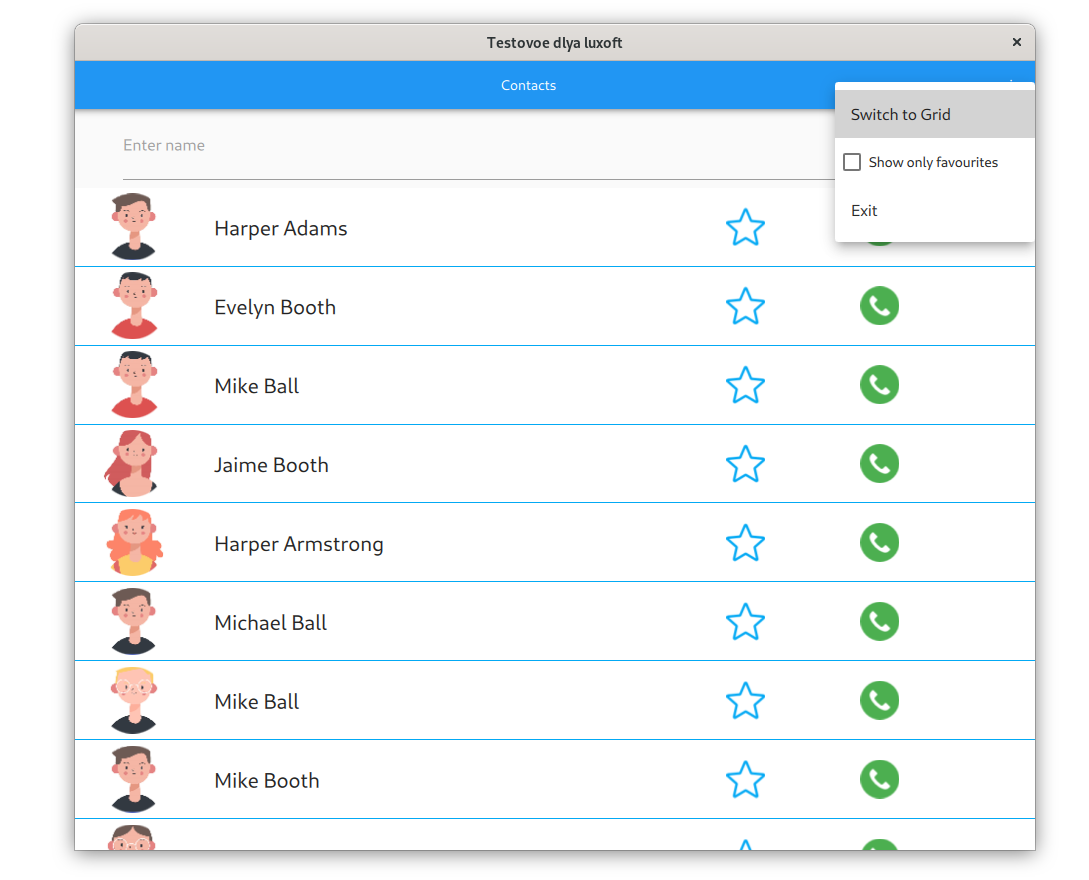 Testovoe dlya luxoft
Contacts
Switch to Grid
Enter name
Show only favourites
Exit
Harper Adams
Evelyn Booth
Mike Ball
Jaime Booth
Harper Armstrong
Michael Ball
Mike Ball
Mike Booth